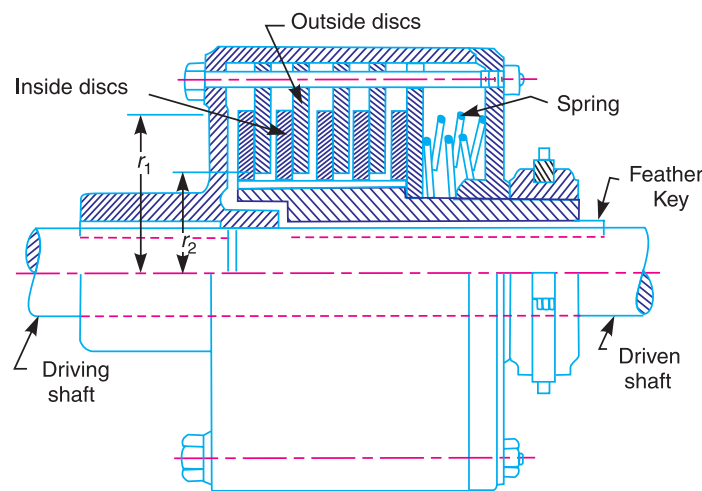 Outside discs
Inside discs
Spring
r1
r2
Feather
Key
Driving
shaft
Driven
shaft